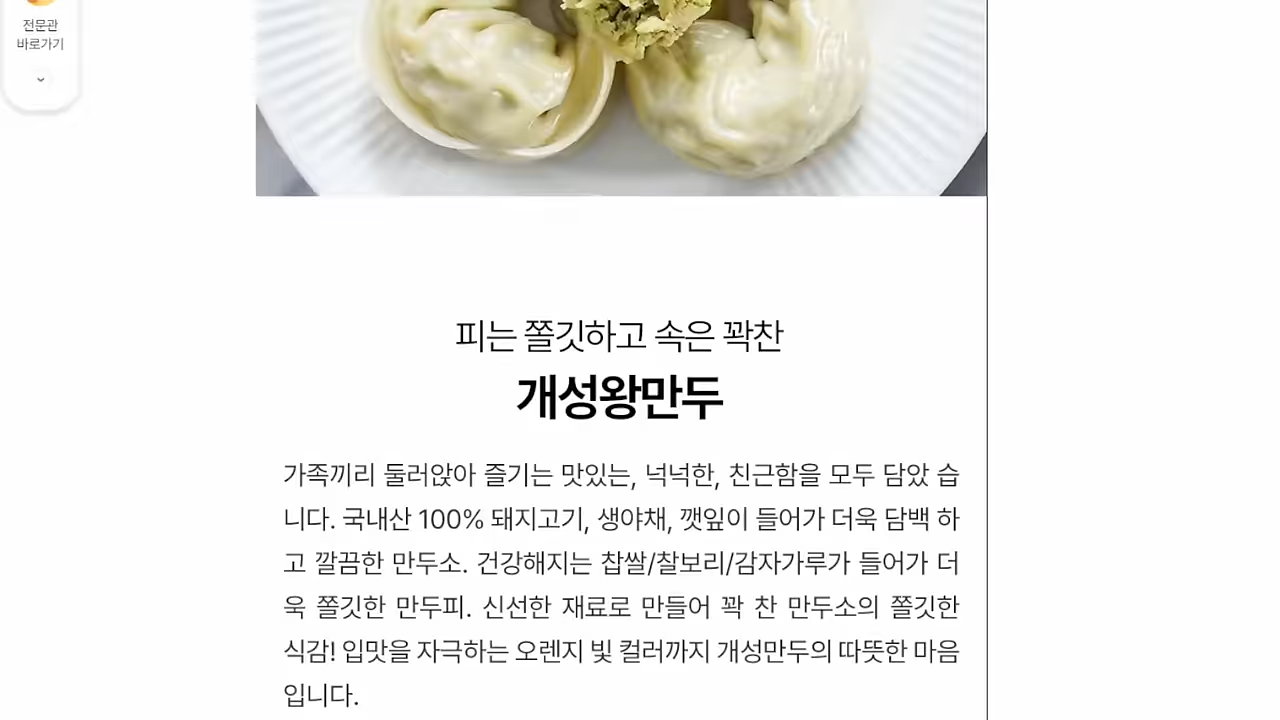 전문관
바로가기
피는 쫄깃하고 속은 꽉찬
개성왕만두
가족끼리 둘러앉아 즐기는 맛있는, 넉넉한, 친근함을 모두 담았 습
니다. 국내산 100% 돼지고기, 생야채, 깻잎이 들어가 더욱 담백 하
고 깔끔한 만두소. 건강해지는 찹쌀/찰보리/감자가루가 들어가 더
욱 쫄깃한 만두피. 신선한 재료로 만들어 꽉 찬 만두소의 쫄깃한
식감! 입맛을 자극하는 오렌지 빛 컬러까지 개성만두의 따뜻한 마음
입니다.